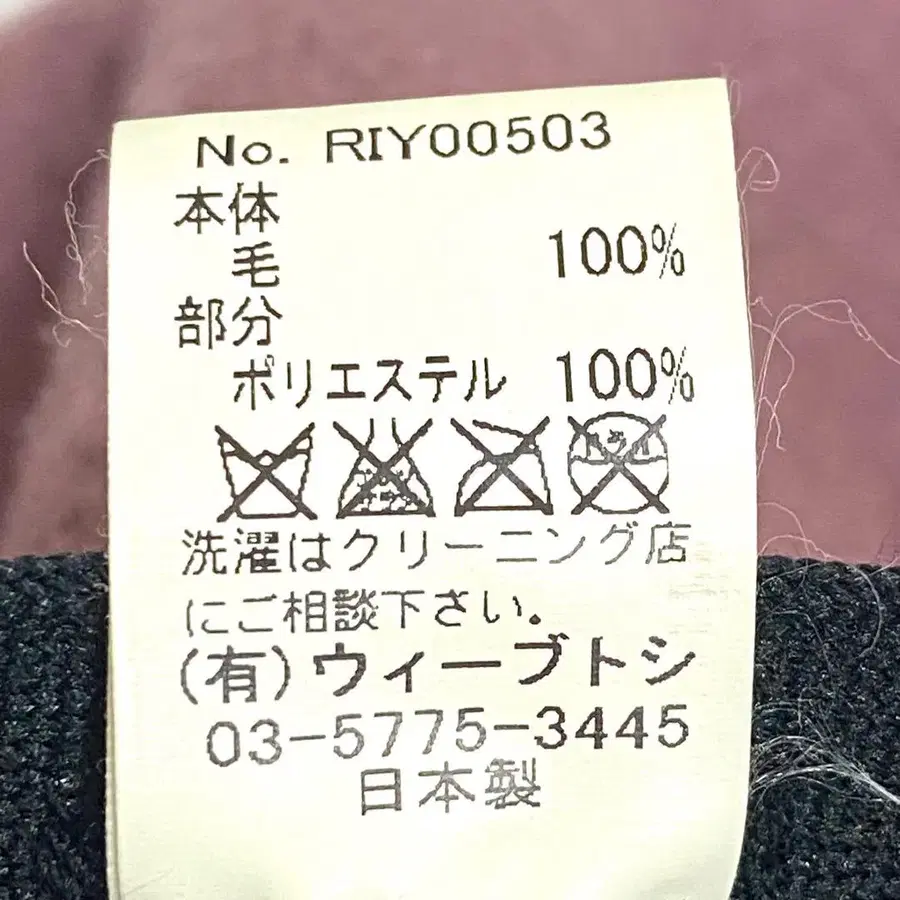 No. RIY00503
本体
毛 100%
部分
ポリエステル 100%
洗濯はクリーニング店
にご相談下さい.
(有)ウィーブトシ
03-5775-3445
日本製